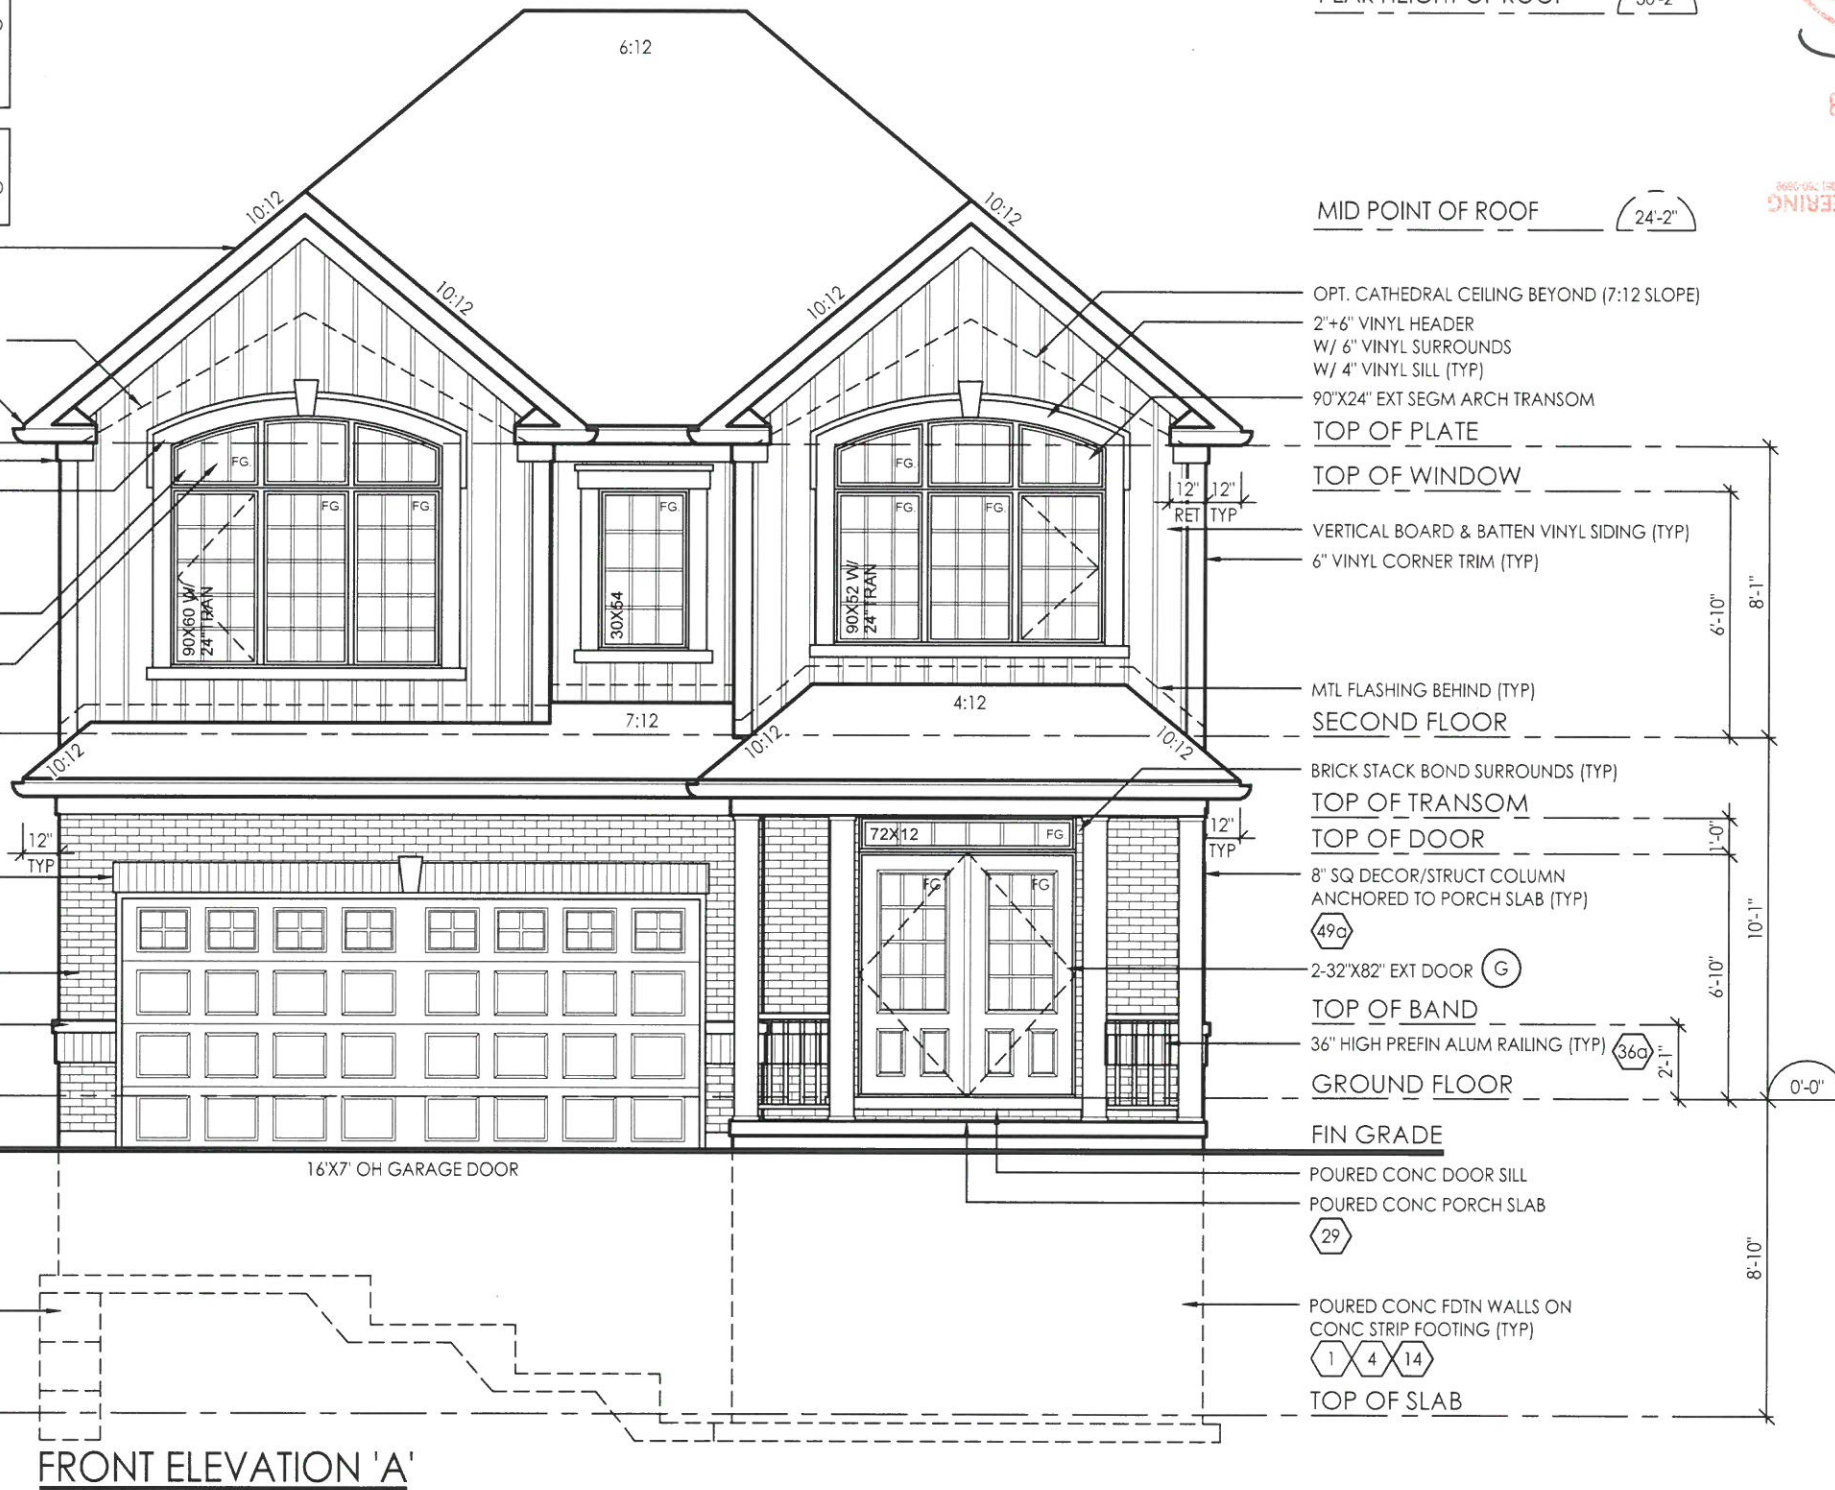 PEAK HEIGHT OF ROOF
30'-2"
6:12
10:12
10:12
MID POINT OF ROOF
24'-2"
ERING
10:12
10:12
OPT. CATHEDRAL CEILING BEYOND (7:12 SLOPE)
2"+6" VINYL HEADER
W/ 6" VINYL SURROUNDS
W/ 4" VINYL SILL (TYP)
90"X24" EXT SEGM ARCH TRANSOM
TOP OF PLATE
FG.
FG.
TOP OF WINDOW
12"
RET
12"
TYP
FG.
FG.
FG.
FG.
FG.
VERTICAL BOARD & BATTEN VINYL SIDING (TYP)
6" VINYL CORNER TRIM (TYP)
90X60 W/
24" TRAN
30X54
90X52 W/
24" TRAN
6'-10"
8'-1"
MTL FLASHING BEHIND (TYP)
7:12
4:12
SECOND FLOOR
10:12
10:12
10:12
BRICK STACK BOND SURROUNDS (TYP)
TOP OF TRANSOM
12"
TYP
72X12
FG
12"
TYP
TOP OF DOOR
1'-0"
FG
FG
8" SQ DECOR/STRUCT COLUMN
ANCHORED TO PORCH SLAB (TYP)
49a
10'-1"
2-32"X82" EXT DOOR
G
6'-10"
TOP OF BAND
36" HIGH PREFIN ALUM RAILING (TYP)
36a
2'-1"
GROUND FLOOR
0'-0"
FIN GRADE
16'X7' OH GARAGE DOOR
POURED CONC DOOR SILL
POURED CONC PORCH SLAB
29
8'-10"
POURED CONC FDTN WALLS ON
CONC STRIP FOOTING (TYP)
1 4 14
TOP OF SLAB
FRONT ELEVATION 'A'